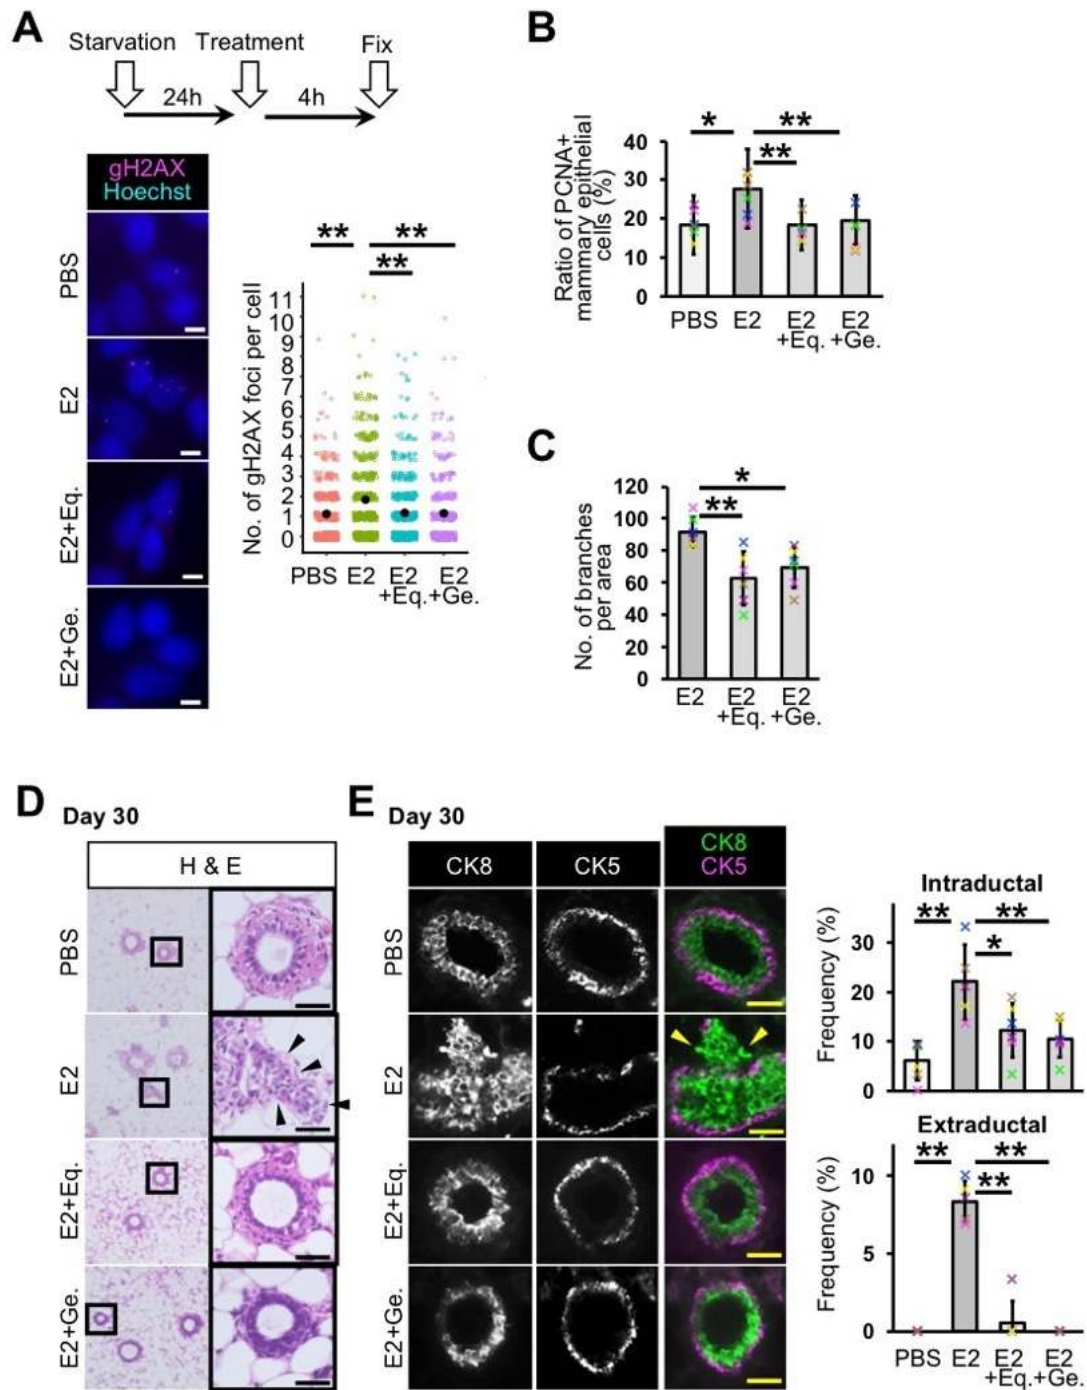 A
Starvation
Treatment
Fix
24h
4h
gH2AX
Hoechst
PBS
E2
E2+Eq.
E2+Ge.
No. of gH2AX foci per cell
** **
**
11
10
9
8
7
6
5
4
3
2
1
0
PBS E2 E2 E2
+Eq. +Ge.
B
Ratio of PCNA+
mammary epithelial
cells (%)
* **
**
40
30
20
10
0
PBS E2 E2 E2
+Eq. +Ge.
C
No. of branches
per area
*
**
120
100
80
60
40
20
0
E2 E2 E2
+Eq. +Ge.
D
Day 30
H & E
PBS
E2
E2+Eq.
E2+Ge.
E
Day 30
CK8
CK5
CK8
CK5
PBS
E2
E2+Eq.
E2+Ge.
Intraductal
Frequency (%)
** **
*
30
20
10
0
Extraductal
Frequency (%)
** **
**
10
5
0
PBS E2 E2 E2
+Eq. +Ge.